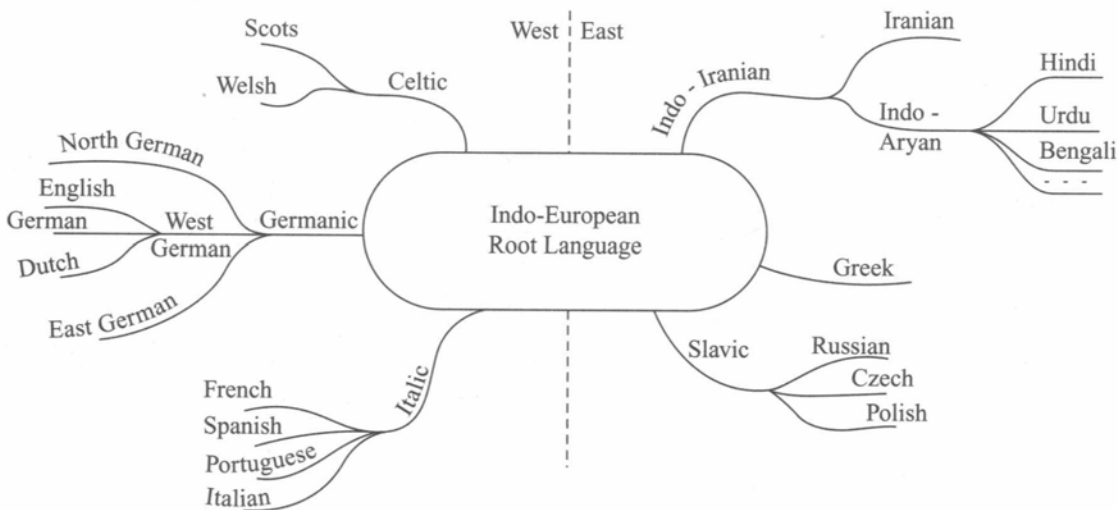 West East
Scots
Welsh
Celtic
North German
English
German
Dutch
West
German
Germanic
East German
Italic
French
Spanish
Portuguese
Italian
Indo-European
Root Language
Indo - Iranian
Iranian
Indo -
Aryan
Hindi
Urdu
Bengali
- - -
Greek
Slavic
Russian
Czech
Polish